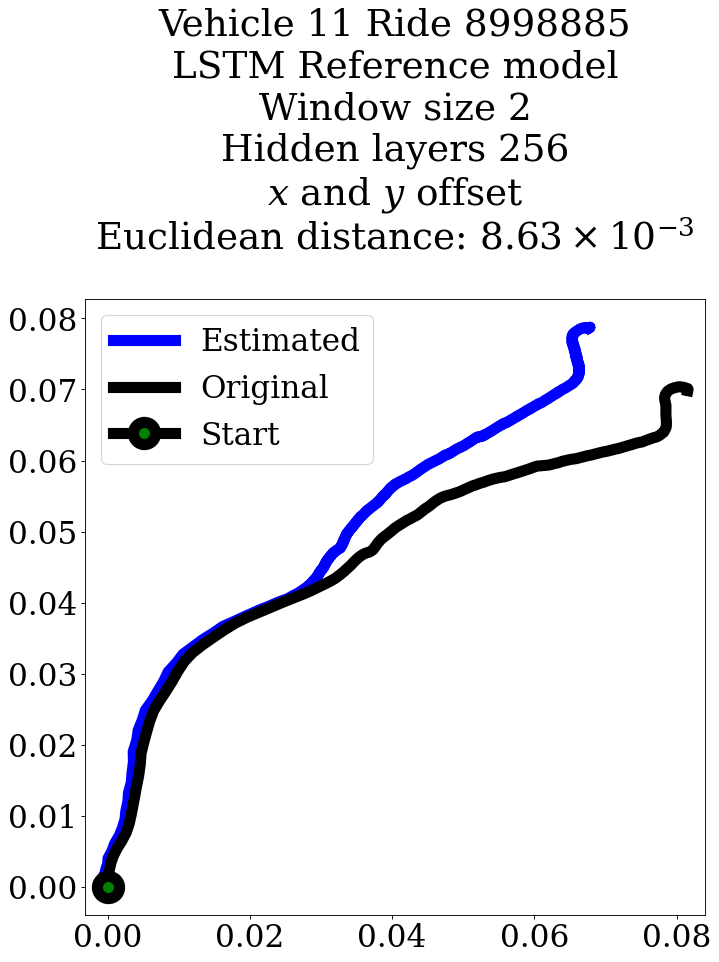 Vehicle 11 Ride 8998885
LSTM Reference model
Window size 2
Hidden layers 256
x and y offset
Euclidean distance: 8.63 × 10⁻³
Estimated
Original
Start
0.08
0.07
0.06
0.05
0.04
0.03
0.02
0.01
0.00
0.00 0.02 0.04 0.06 0.08